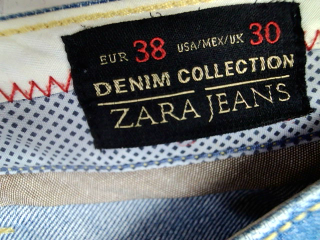 EUR 38 USA/MEX/UK 30
DENIM COLLECTION
ZARA JEANS